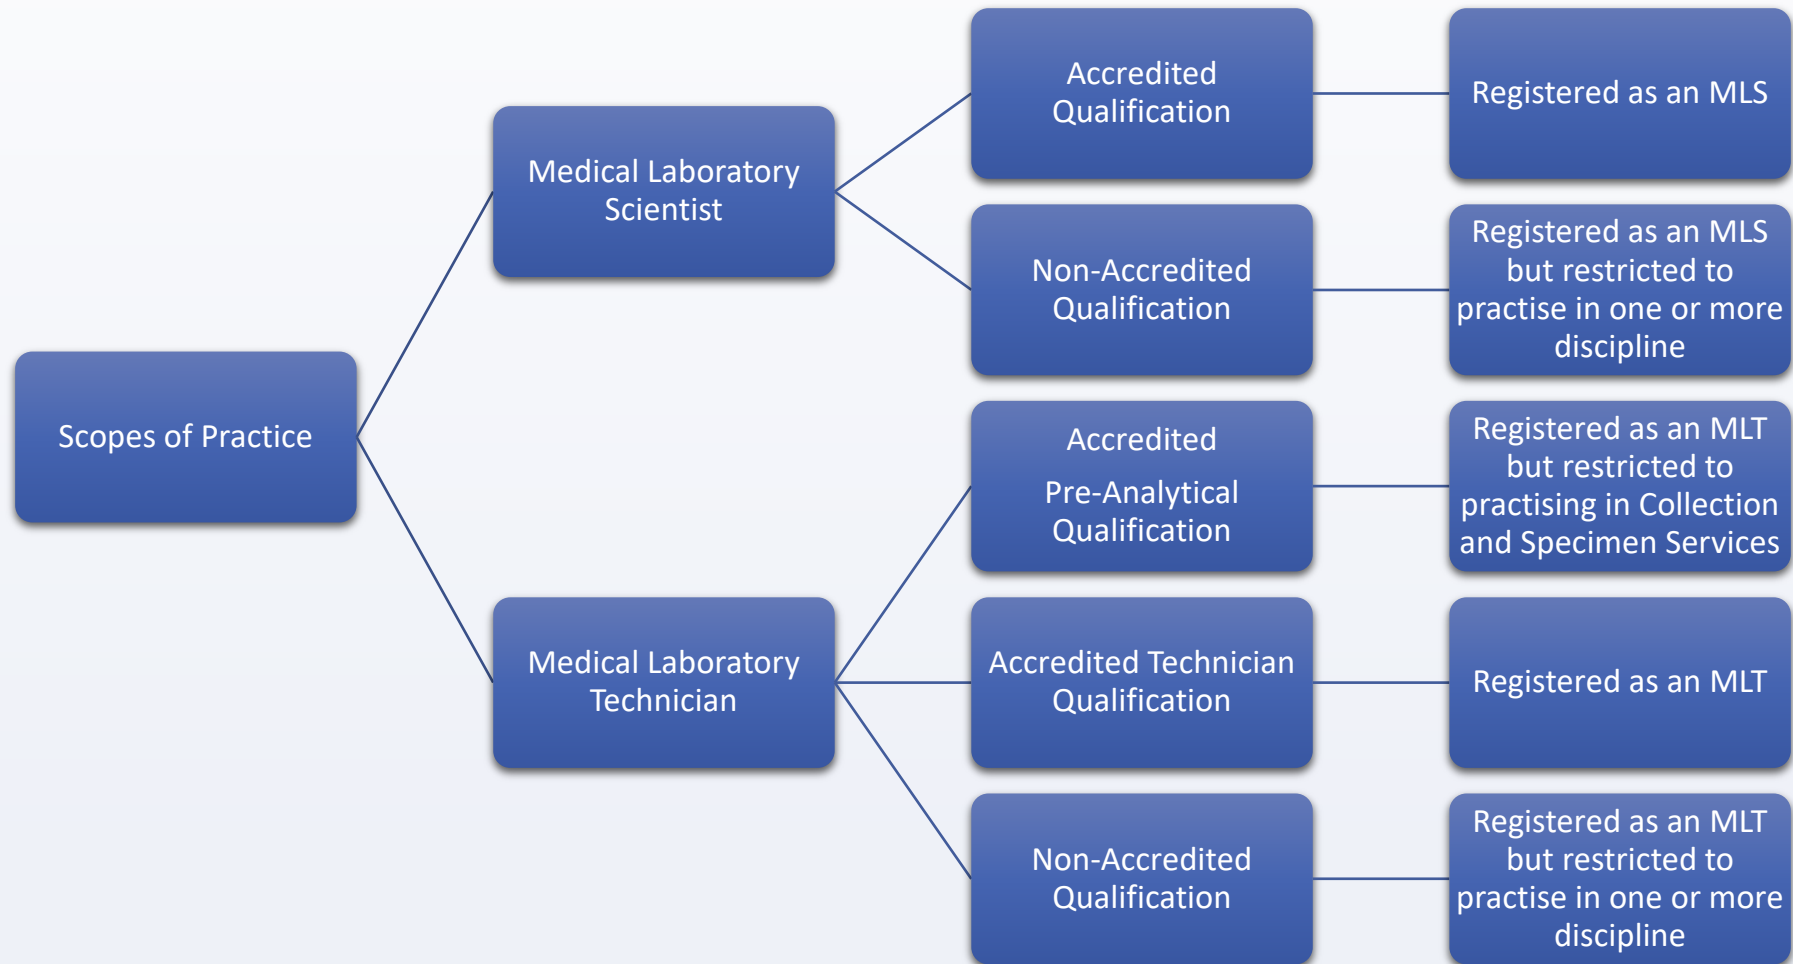 Scopes of Practice
Medical Laboratory
Scientist
Accredited
Qualification
Registered as an MLS
Non-Accredited
Qualification
Registered as an MLS
but restricted to
practise in one or more
discipline
Medical Laboratory
Technician
Accredited
Pre-Analytical
Qualification
Registered as an MLT
but restricted to
practising in Collection
and Specimen Services
Accredited Technician
Qualification
Registered as an MLT
Non-Accredited
Qualification
Registered as an MLT
but restricted to
practise in one or more
discipline